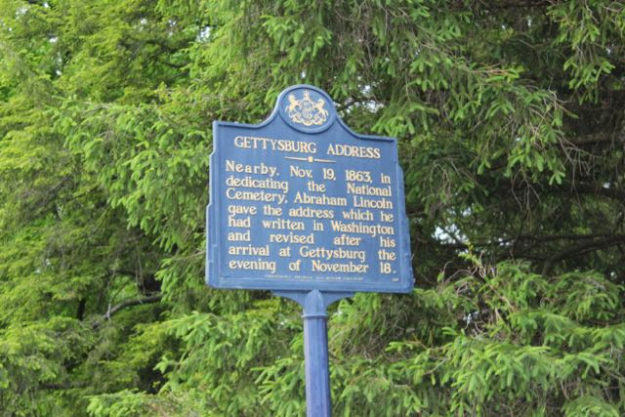 GETTYSBURG ADDRESS
Nearby, Nov. 19, 1863, in
dedicating the National
Cemetery, Abraham Lincoln
gave the address which he
had written in Washington
and revised after his
arrival at Gettysburg the
evening of November 18.